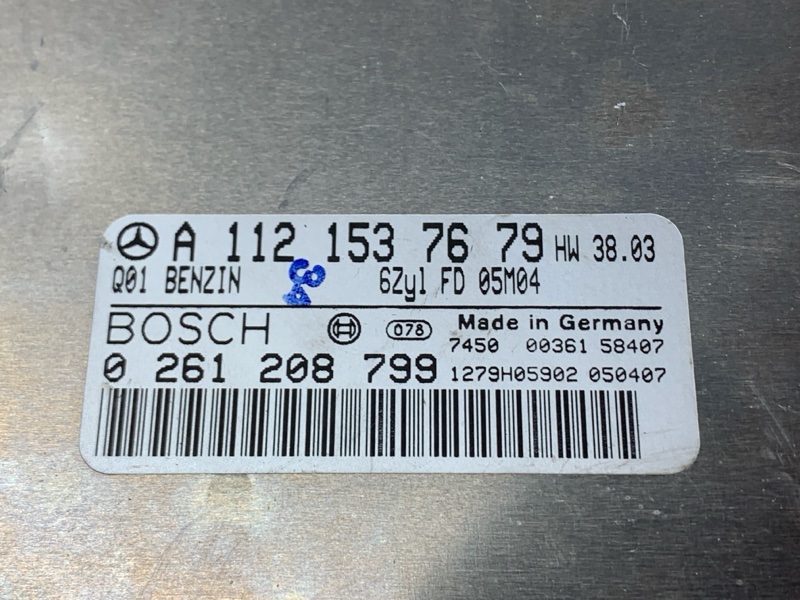 A 112 153 76 79 HW 38.03
Q01 BENZIN 6Zyl FD 05M04
BOSCH 078 Made in Germany
7450 00361 58407
0 261 208 799 1279H05902 050407